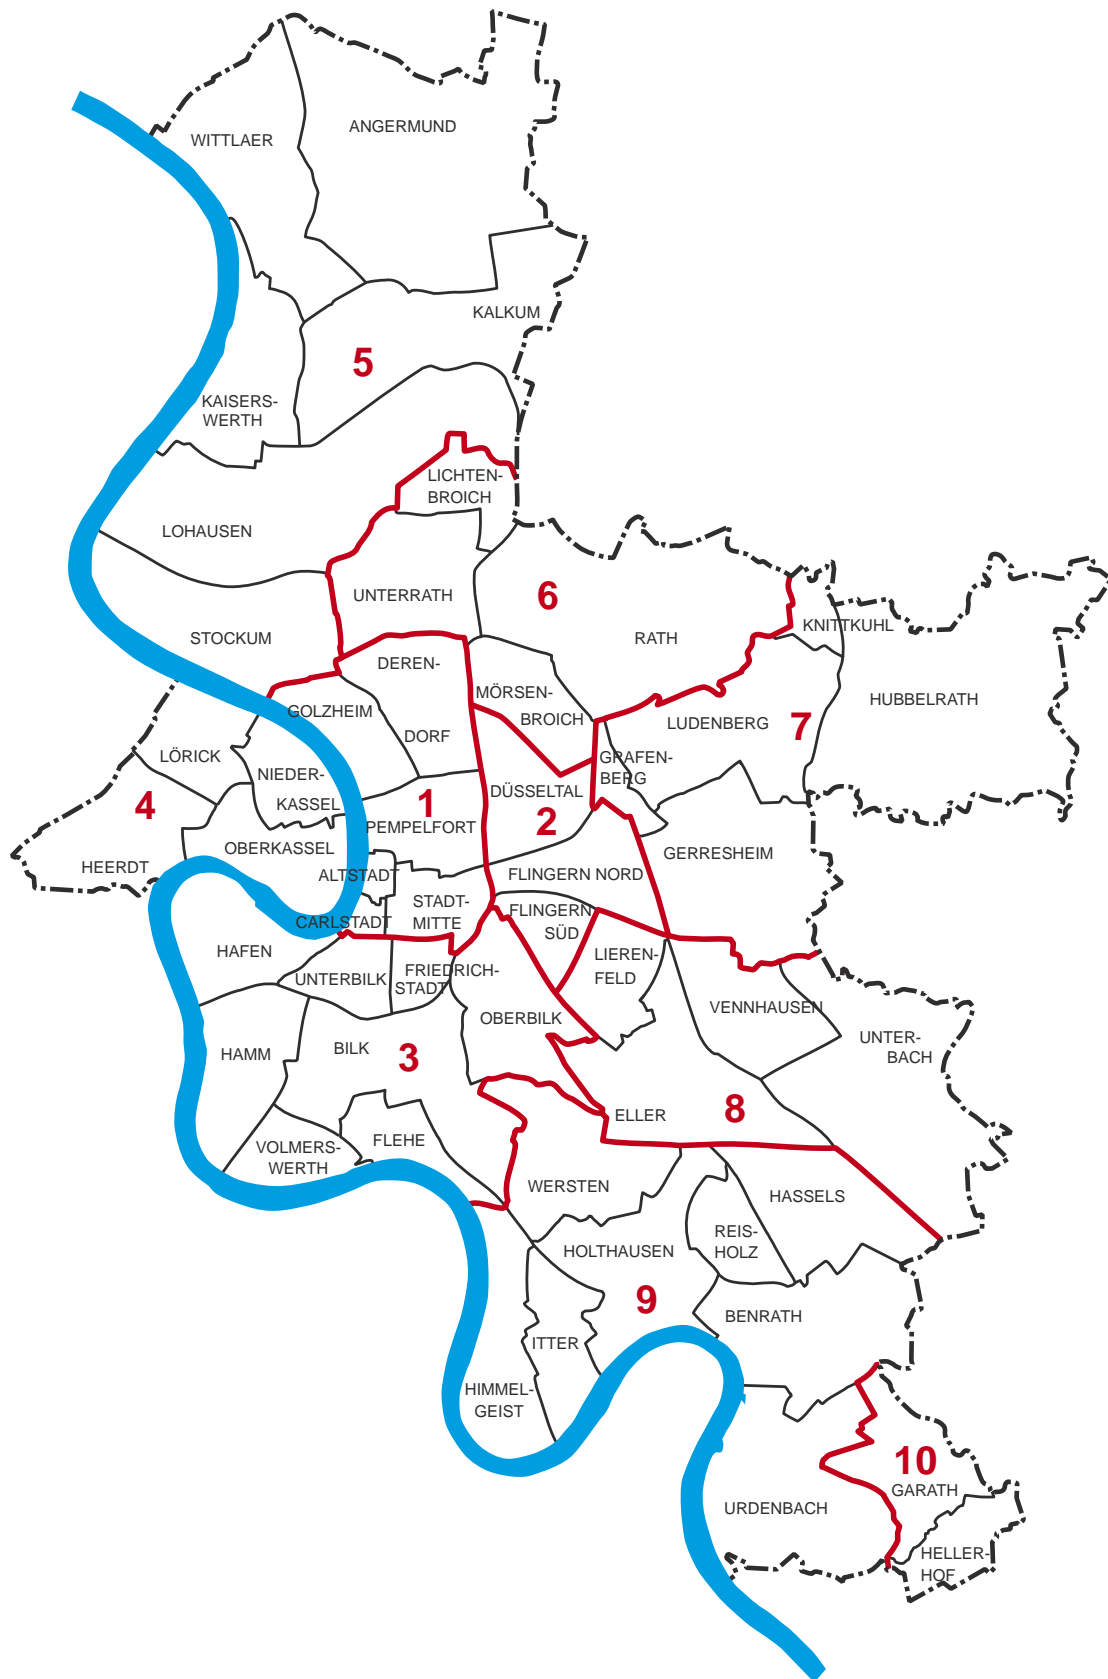 ANGERMUND
WITTLAER
KALKUM
5
KAISERS-
WERTH
LICHTEN-
BROICH
LOHAUSEN
UNTERRATH
6
KNITTKUHL
STOCKUM
RATH
DEREN-
DORF
MÖRSEN-
BROICH
HUBBELRATH
GOLZHEIM
LUDENBERG
7
LÖRICK
GRAFEN-
BERG
NIEDER-
KASSEL
DÜSSELTAL
4
1
2
PEMPELFORT
OBERKASSEL
GERRESHEIM
HEERDT
ALTSTADT
FLINGERN NORD
STADT-
MITTE
CARLSTADT
FLINGERN
SÜD
HAFEN
LIEREN-
FELD
UNTERBILK
FRIEDRICH-
STADT
VENNHAUSEN
OBERBILK
UNTER-
BACH
HAMM
BILK
3
8
ELLER
FLEHE
VOLMERS-
WERTH
WERSTEN
HASSELS
REIS-
HOLZ
HOLTHAUSEN
9
BENRATH
ITTER
HIMMEL-
GEIST
10
GARATH
URDENBACH
HELLER-
HOF